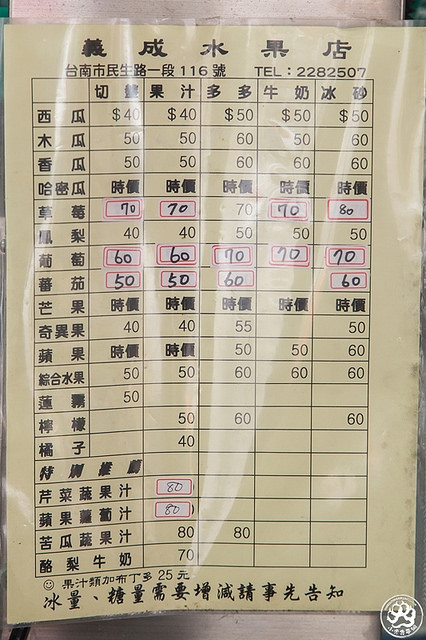 義成水果店
台南市民生路一段116號 TEL：2282507
切盤 果汁 多多 牛奶 冰砂
西瓜 $40 $40 $50 $50 $50
木瓜 50 50 60 50 60
香瓜 50 50 60 60 60
哈密瓜 時價 時價 時價 時價 時價
草莓 70 70 70 70 80
鳳梨 40 40 50 50 50
葡萄 60 60 70 70 70
蕃茄 50 50 60 60
芒果 時價 時價 時價 時價 時價
奇異果 40 40 55 50
蘋果 時價 時價 50 50 60
綜合水果 50 50 60 60 60
蓮霧 50
檸檬 50 60 60
橘子 40
特別推薦
芹菜蔬果汁 80
蘋果蘿蔔汁 80
苦瓜蔬果汁 80 80
酪梨牛奶 70
果汁類加布丁多25元
冰量、糖量需要增減請事先告知